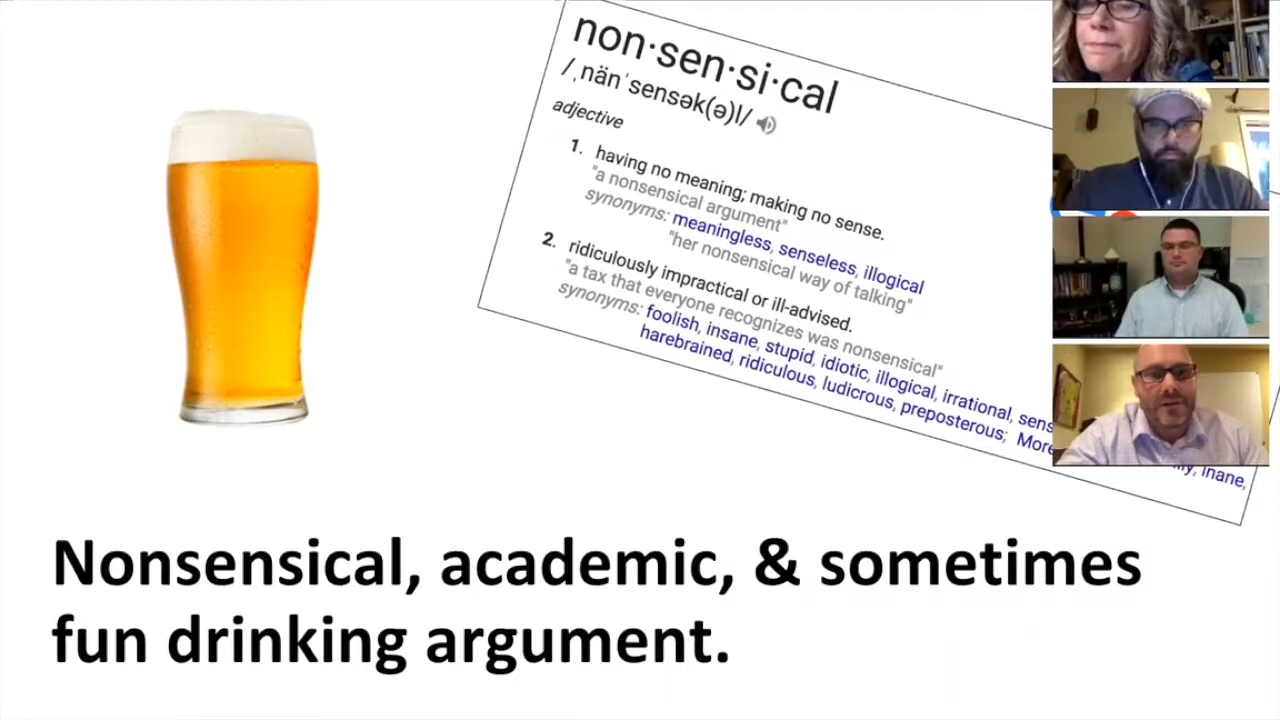 non·sen·si·cal
/ˌnänˈsensək(ə)l/
adjective
1. having no meaning; making no sense.
"a nonsensical argument"
synonyms: meaningless, senseless, illogical
"her nonsensical way of talking"
2. ridiculously impractical or ill-advised.
"a tax that everyone recognizes was nonsensical"
synonyms: foolish, insane, stupid, idiotic, illogical, irrational,
harebrained, ridiculous, ludicrous, preposterous; More
inane,
Nonsensical, academic, & sometimes
fun drinking argument.